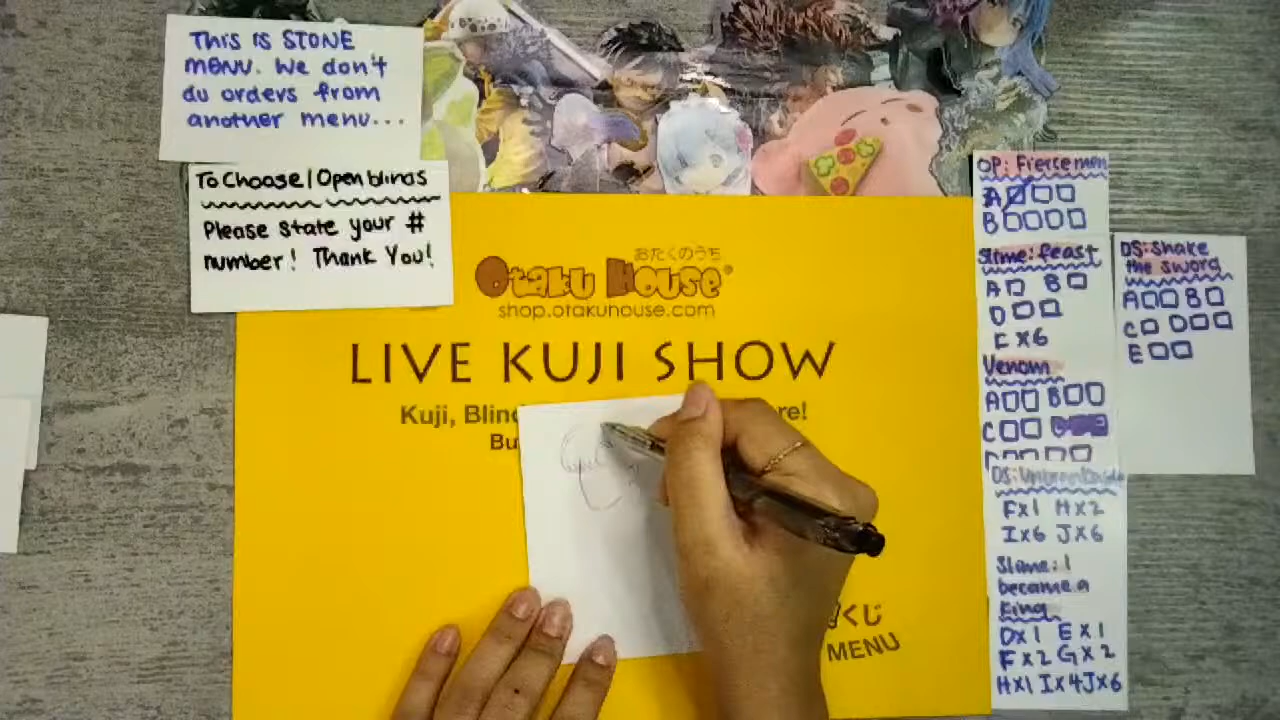 This is STONE
MENU. We don't
du orders from
another menu...
To Choose/Open blinds
Please state your #
number! Thank You!
おたくのうち
Otaku House®
shop.otakuhouse.com
LIVE KUJI SHOW
Kuji, Blind
re!
Bu
くじ
MENU
OP: Fierce men
A
B
Slime: feast
A B
D
F x6
Venom
A B
C D
DS:
F x1 H x2
I x6 J x6
Slime: I
became a
King
D x1 E x1
F x2 G x2
H x1 I x4 J x6
DS: Shake
the sword
A B
C D
E